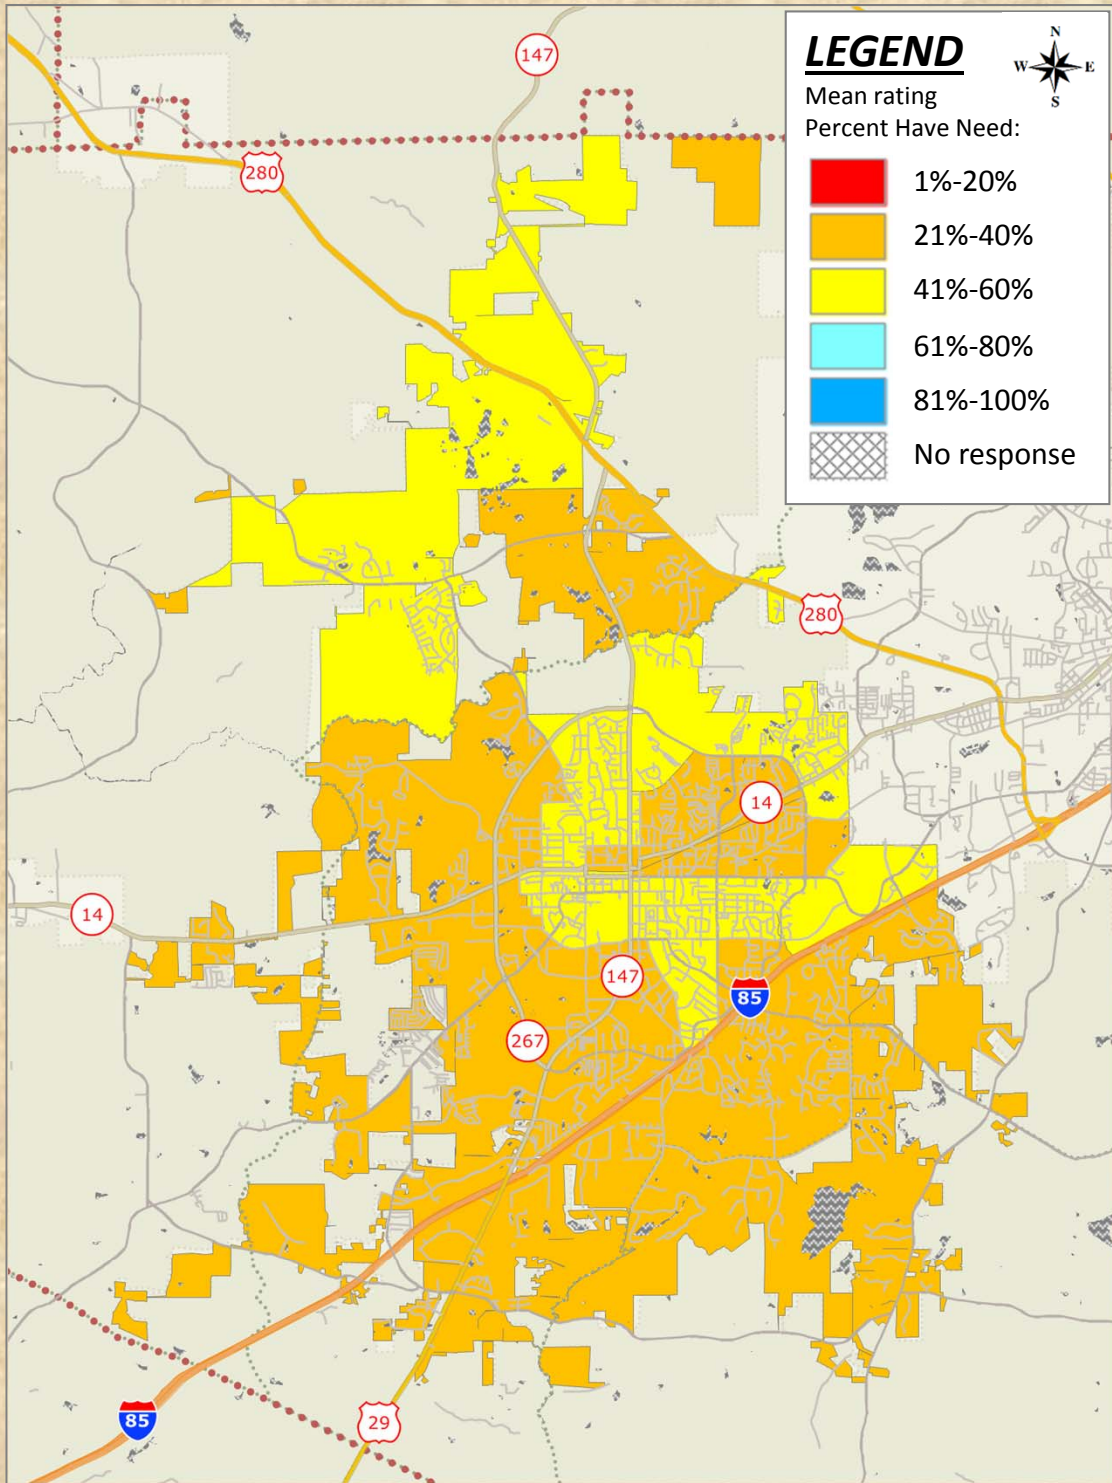 147
LEGEND
N
W E
S
Mean rating
Percent Have Need:
280
1%-20%
21%-40%
41%-60%
61%-80%
81%-100%
No response
280
14
14
147
85
267
85
29